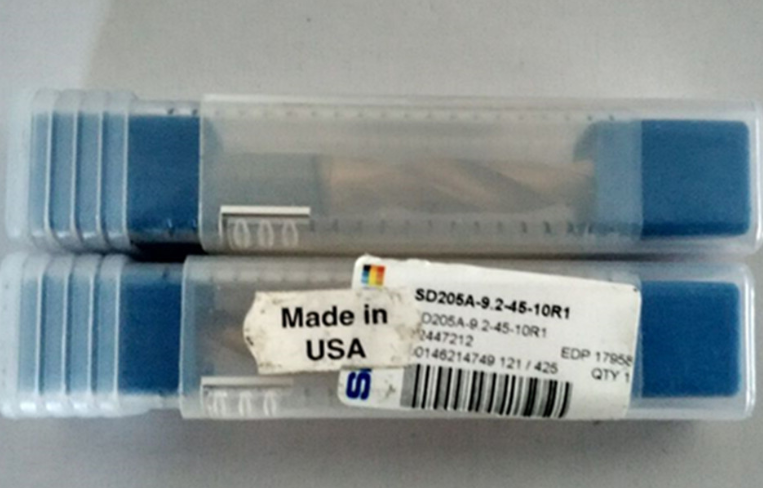 Made in
USA
SD205A-9.2-45-10R1
D205A-9.2-45-10R1
2447212
EDP 17958
0146214749 121 / 425
QTY 1
S